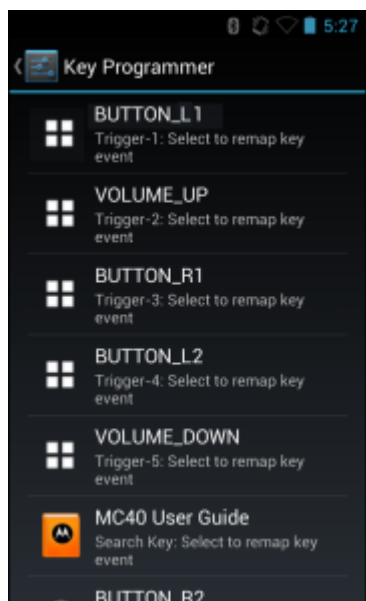 5:27
Key Programmer
BUTTON_L1
Trigger-1: Select to remap key
event
VOLUME_UP
Trigger-2: Select to remap key
event
BUTTON_R1
Trigger-3: Select to remap key
event
BUTTON_L2
Trigger-4: Select to remap key
event
VOLUME_DOWN
Trigger-5: Select to remap key
event
MC40 User Guide
Search Key: Select to remap key
event
BUTTON_R2